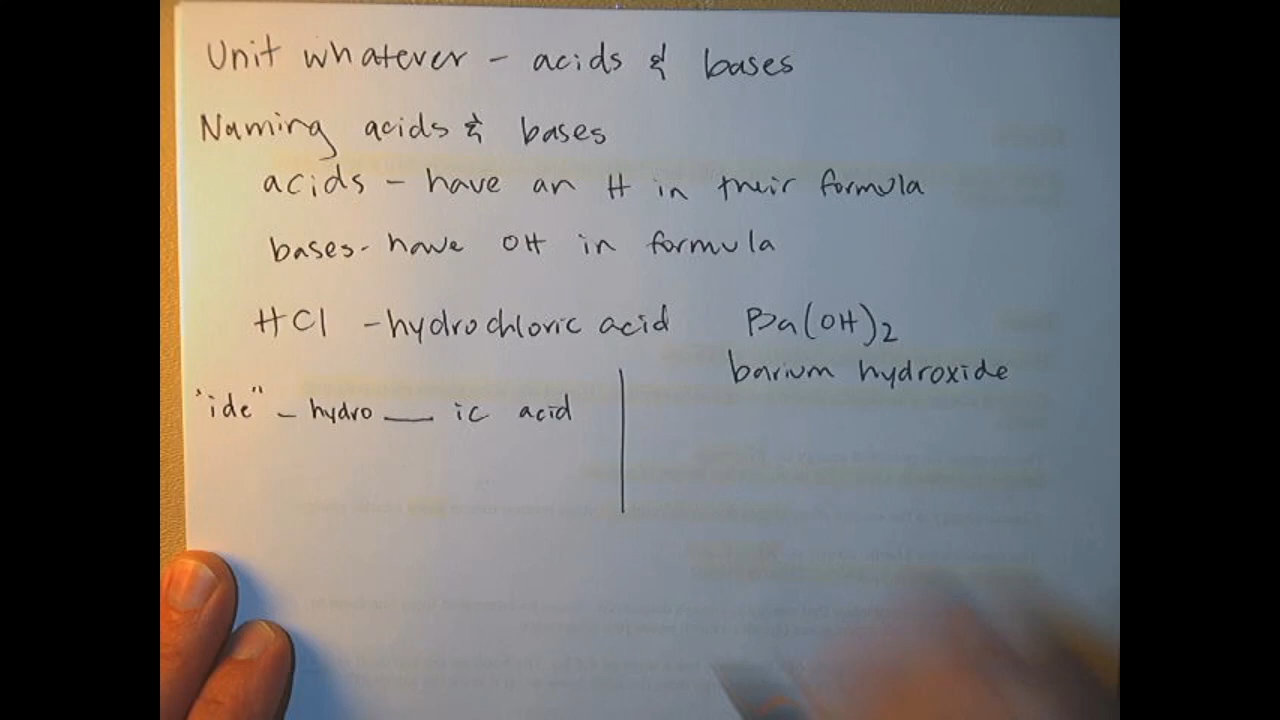 Unit whatever - acids & bases
Naming acids & bases
acids - have an H in their formula
bases - have OH in formula
HCl - hydrochloric acid
Ba(OH)2
barium hydroxide
"ide" - hydro ___ ic acid